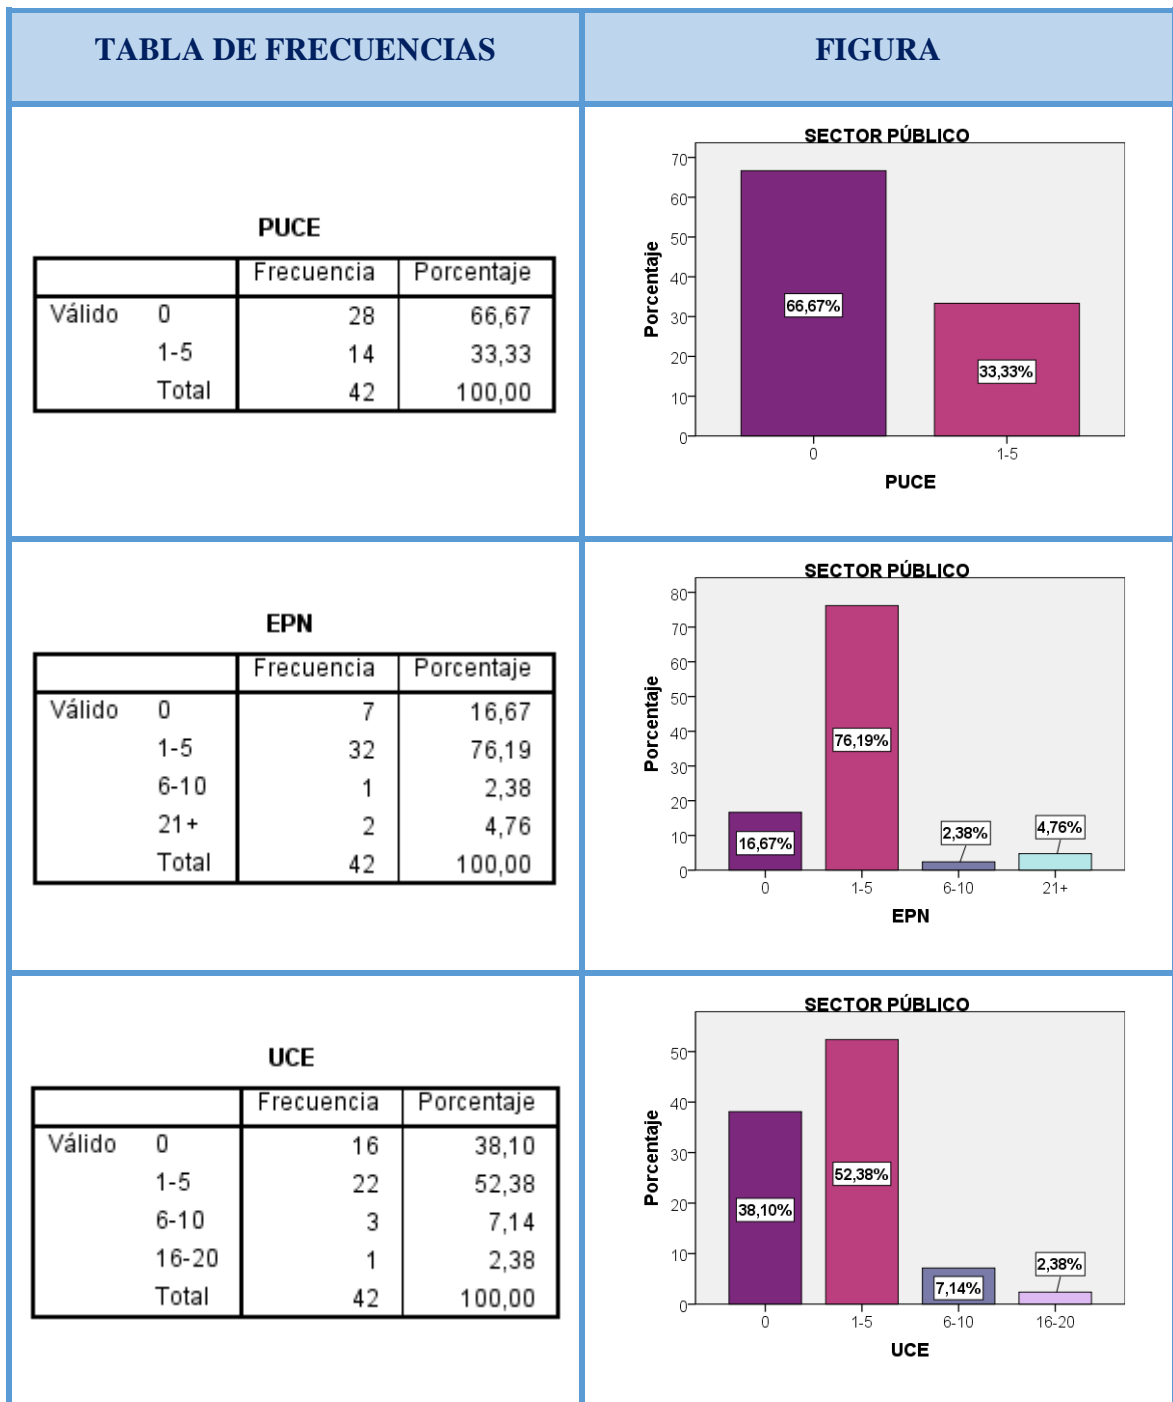 TABLA DE FRECUENCIAS
FIGURA
PUCE
Frecuencia Porcentaje
Válido 0 28 66,67
1-5 14 33,33
Total 42 100,00
SECTOR PÚBLICO
Porcentaje
70
60
50
40
30
20
10
0
66,67%
33,33%
0 1-5
PUCE
EPN
Frecuencia Porcentaje
Válido 0 7 16,67
1-5 32 76,19
6-10 1 2,38
21+ 2 4,76
Total 42 100,00
SECTOR PÚBLICO
Porcentaje
80
70
60
50
40
30
20
10
0
16,67%
76,19%
2,38%
4,76%
0 1-5 6-10 21+
EPN
UCE
Frecuencia Porcentaje
Válido 0 16 38,10
1-5 22 52,38
6-10 3 7,14
16-20 1 2,38
Total 42 100,00
SECTOR PÚBLICO
Porcentaje
50
40
30
20
10
0
38,10%
52,38%
7,14%
2,38%
0 1-5 6-10 16-20
UCE